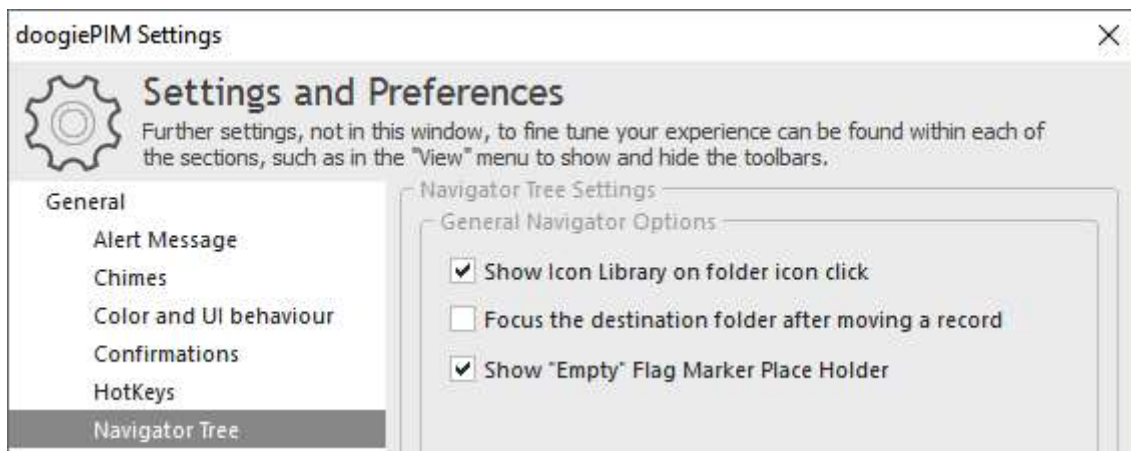 doogiePIM Settings
Settings and Preferences
Further settings, not in this window, to fine tune your experience can be found within each of
the sections, such as in the "View" menu to show and hide the toolbars.
General
Alert Message
Chimes
Color and UI behaviour
Confirmations
HotKeys
Navigator Tree
Navigator Tree Settings
General Navigator Options
Show Icon Library on folder icon click
Focus the destination folder after moving a record
Show "Empty" Flag Marker Place Holder